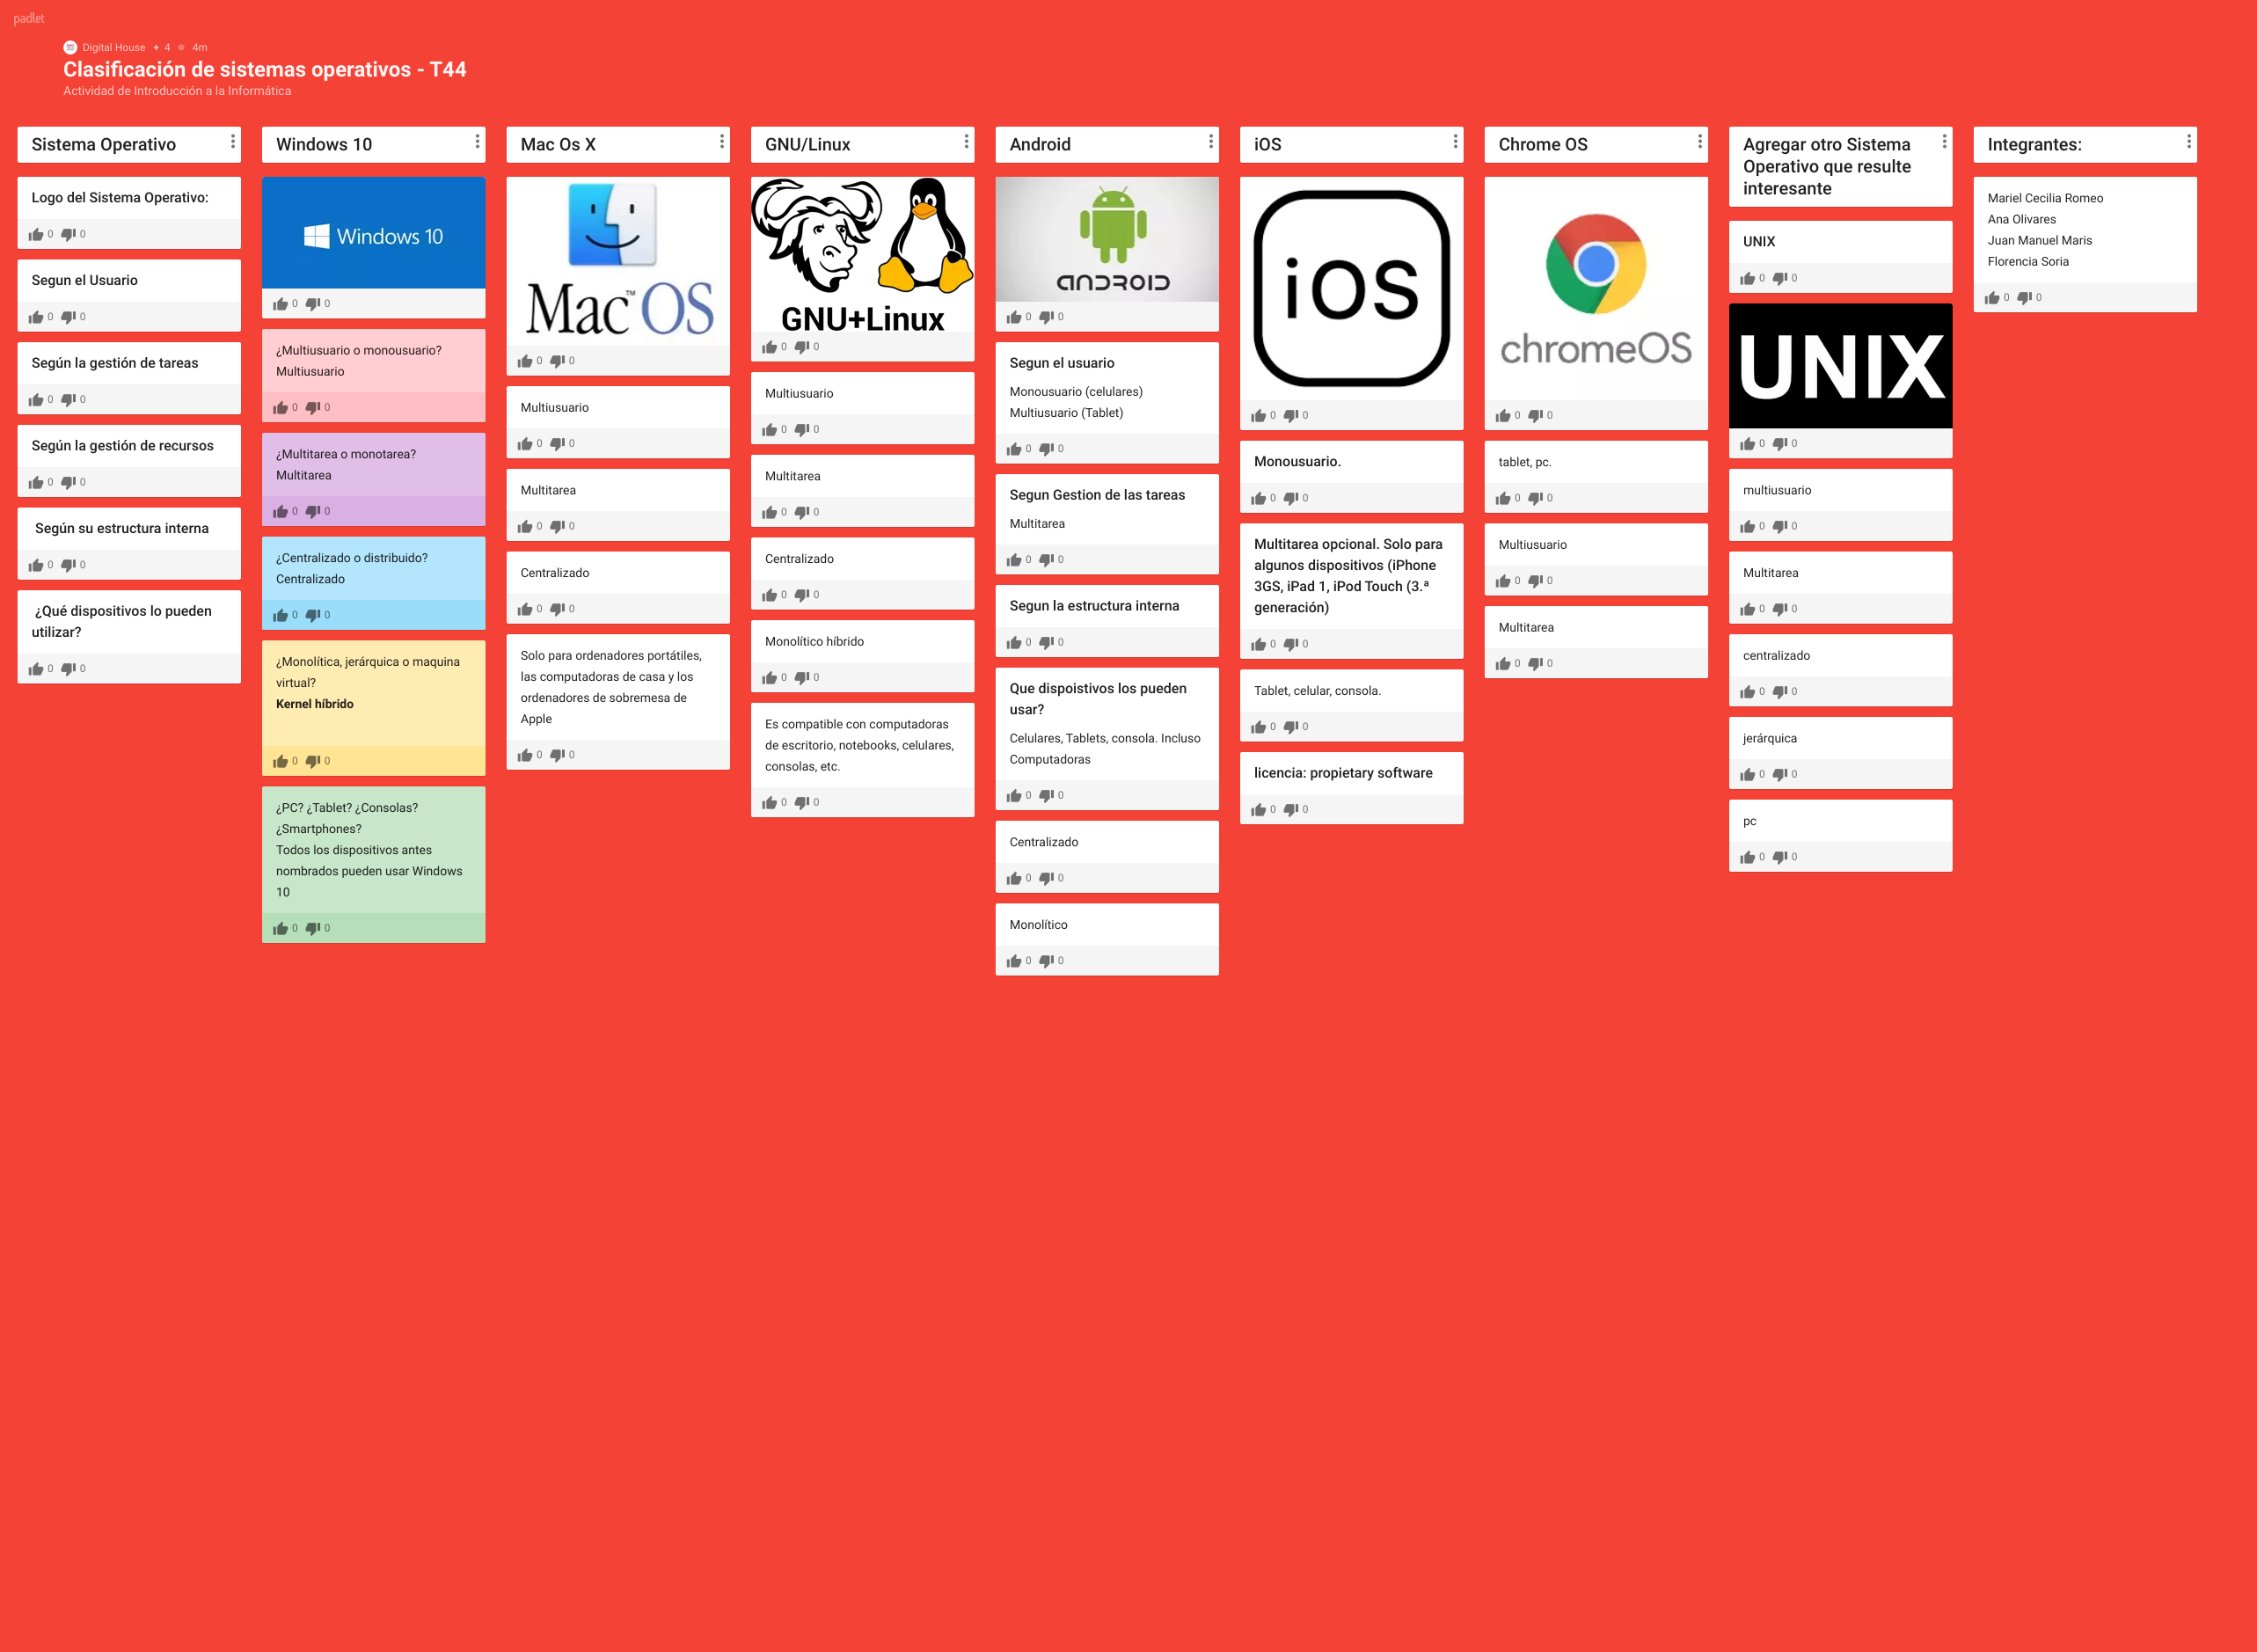 padlet
Digital House + 4 4m
Clasificación de sistemas operativos - T44
Actividad de Introducción a la Informática
Sistema Operativo
Logo del Sistema Operativo:
0 0
Segun el Usuario
0 0
Según la gestión de tareas
0 0
Según la gestión de recursos
0 0
Según su estructura interna
0 0
¿Qué dispositivos lo pueden
utilizar?
0 0
Windows 10
Windows 10
0 0
¿Multiusuario o monousuario?
Multiusuario
0 0
¿Multitarea o monotarea?
Multitarea
0 0
¿Centralizado o distribuido?
Centralizado
0 0
¿Monolítica, jerárquica o maquina
virtual?
Kernel híbrido
0 0
¿PC? ¿Tablet? ¿Consolas?
¿Smartphones?
Todos los dispositivos antes
nombrados pueden usar Windows
10
0 0
Mac Os X
Mac™OS
0 0
Multiusuario
0 0
Multitarea
0 0
Centralizado
0 0
Solo para ordenadores portátiles,
las computadoras de casa y los
ordenadores de sobremesa de
Apple
0 0
GNU/Linux
GNU+Linux
0 0
Multiusuario
0 0
Multitarea
0 0
Centralizado
0 0
Monolítico híbrido
0 0
Es compatible con computadoras
de escritorio, notebooks, celulares,
consolas, etc.
0 0
Android
ANDROID
0 0
Segun el usuario
Monousuario (celulares)
Multiusuario (Tablet)
0 0
Segun Gestion de las tareas
Multitarea
0 0
Segun la estructura interna
0 0
Que dispoistivos los pueden
usar?
Celulares, Tablets, consola. Incluso
Computadoras
0 0
Centralizado
0 0
Monolítico
0 0
iOS
iOS
0 0
Monousuario.
0 0
Multitarea opcional. Solo para
algunos dispositivos (iPhone
3GS, iPad 1, iPod Touch (3.ª
generación)
0 0
Tablet, celular, consola.
0 0
licencia: propietary software
0 0
Chrome OS
chromeOS
0 0
tablet, pc.
0 0
Multiusuario
0 0
Multitarea
0 0
Agregar otro Sistema
Operativo que resulte
interesante
UNIX
0 0
UNIX
0 0
multiusuario
0 0
Multitarea
0 0
centralizado
0 0
jerárquica
0 0
pc
0 0
Integrantes:
Mariel Cecilia Romeo
Ana Olivares
Juan Manuel Maris
Florencia Soria
0 0